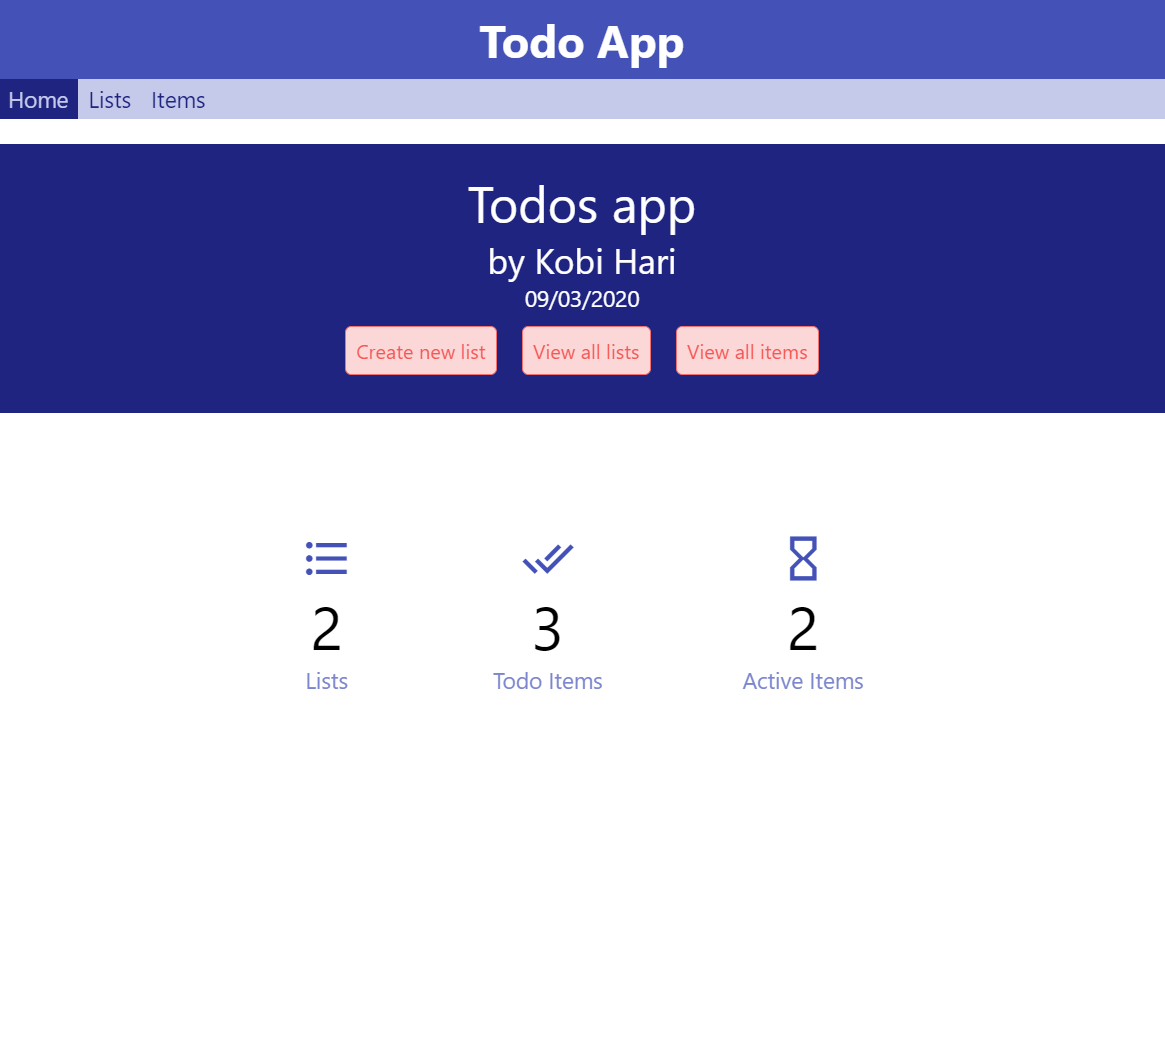 Todo App
Home Lists Items
Todos app
by Kobi Hari
09/03/2020
Create new list View all lists View all items
2 3 2
Lists Todo Items Active Items